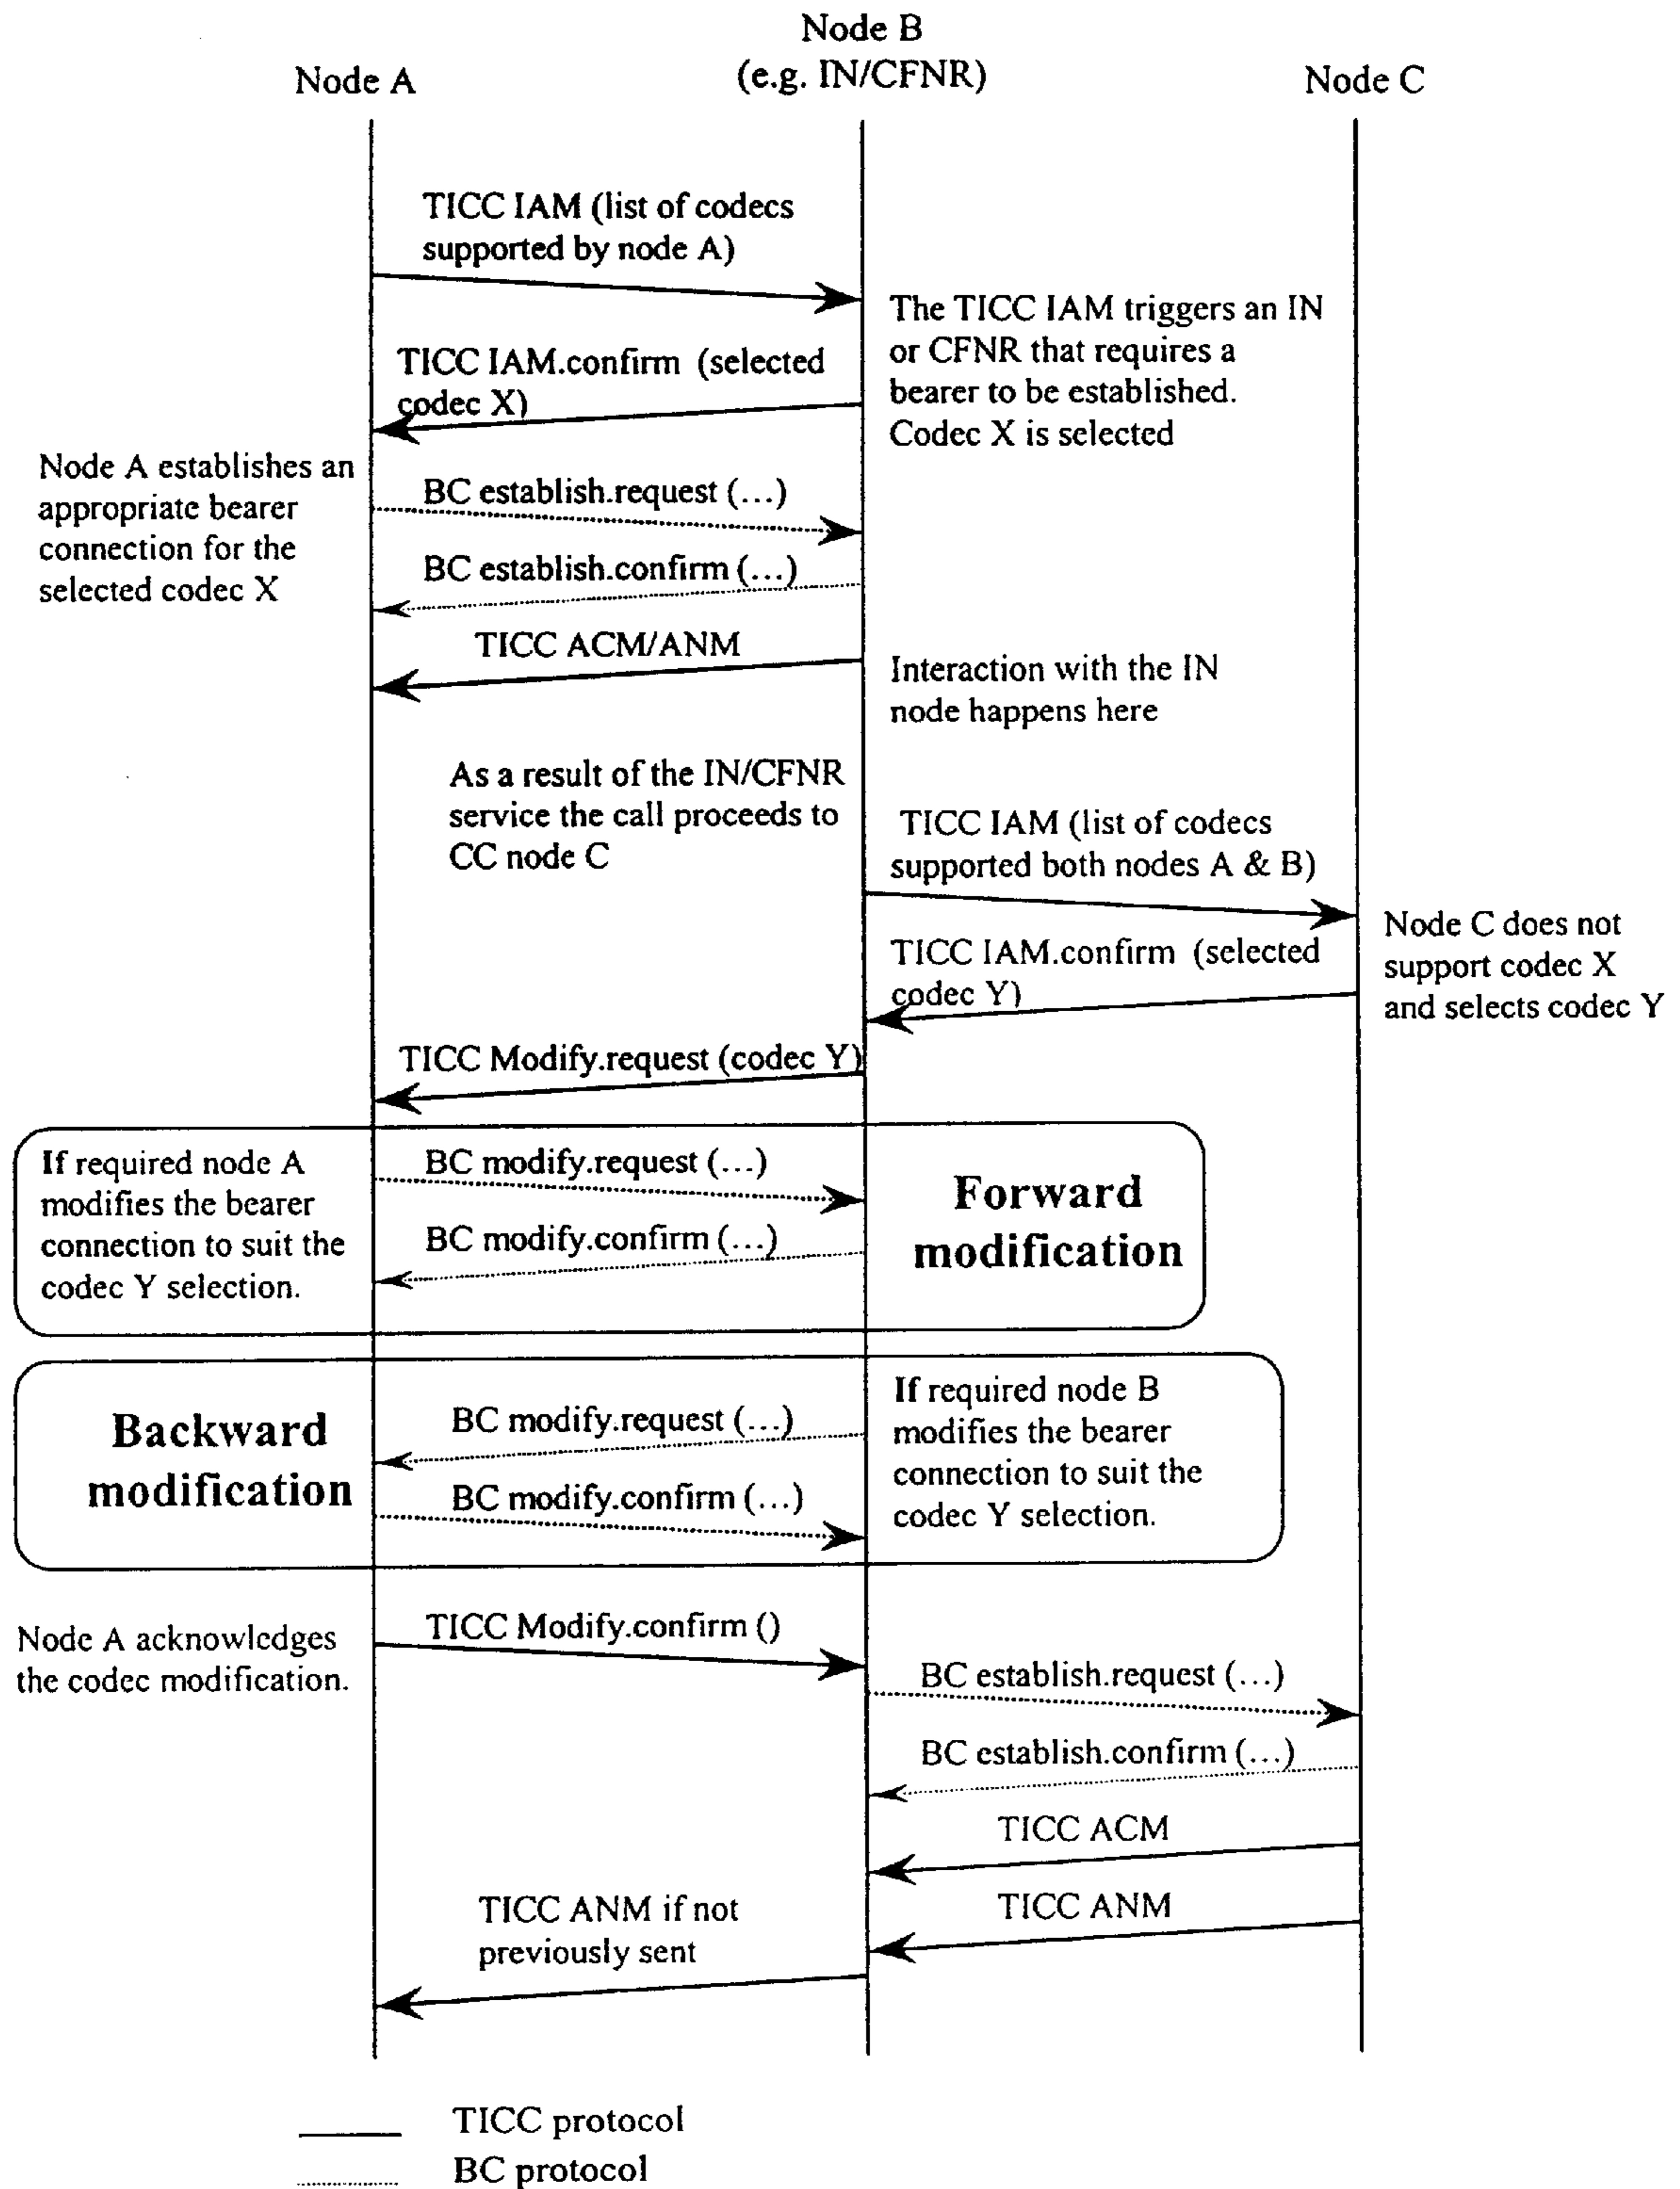 Node B
(e.g. IN/CFNR)
Node A
Node C
TICC IAM (list of codecs
supported by node A)
The TICC IAM triggers an IN
or CFNR that requires a
bearer to be established.
Codec X is selected
TICC IAM.confirm (selected
codec X)
Node A establishes an
appropriate bearer
connection for the
selected codec X
BC establish.request (...)
BC establish.confirm (...)
TICC ACM/ANM
Interaction with the IN
node happens here
As a result of the IN/CFNR
service the call proceeds to
CC node C
TICC IAM (list of codecs
supported both nodes A & B)
Node C does not
support codec X
and selects codec Y
TICC IAM.confirm (selected
codec Y)
TICC Modify.request (codec Y)
If required node A
modifies the bearer
connection to suit the
codec Y selection.
BC modify.request (...)
BC modify.confirm (...)
Forward
modification
Backward
modification
BC modify.request (...)
BC modify.confirm (...)
If required node B
modifies the bearer
connection to suit the
codec Y selection.
Node A acknowledges
the codec modification.
TICC Modify.confirm ()
BC establish.request (...)
BC establish.confirm (...)
TICC ACM
TICC ANM
TICC ANM if not
previously sent
TICC protocol
BC protocol